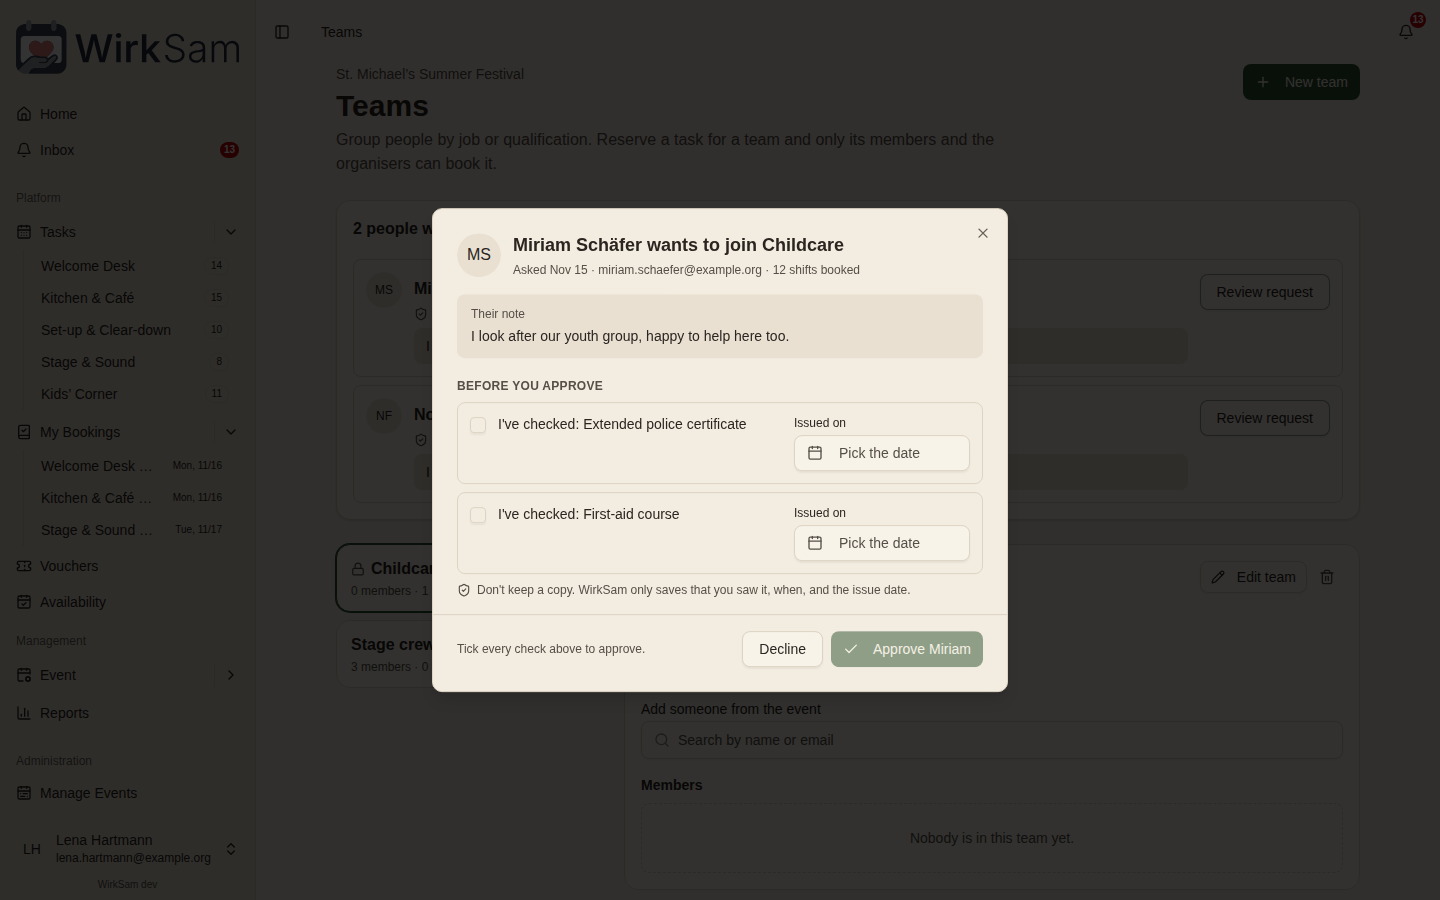 WirkSam
Home
Inbox
13
Platform
Tasks
Welcome Desk
14
Kitchen & Café
15
Set-up & Clear-down
10
Stage & Sound
8
Kids' Corner
11
My Bookings
Welcome Desk …
Mon, 11/16
Kitchen & Café …
Mon, 11/16
Stage & Sound …
Tue, 11/17
Vouchers
Availability
Management
Event
Reports
Administration
Manage Events
LH
Lena Hartmann
lena.hartmann@example.org
WirkSam dev
Teams
13
St. Michael's Summer Festival
Teams
New team
Group people by job or qualification. Reserve a task for a team and only its members and the
organisers can book it.
2 people w
MS
Mi
Review request
I
NF
No
Review request
I
Childcar
0 members · 1
Stage crew
3 members · 0
Edit team
Add someone from the event
Search by name or email
Members
Nobody is in this team yet.
MS
Miriam Schäfer wants to join Childcare
Asked Nov 15 · miriam.schaefer@example.org · 12 shifts booked
Their note
I look after our youth group, happy to help here too.
BEFORE YOU APPROVE
I've checked: Extended police certificate
Issued on
Pick the date
I've checked: First-aid course
Issued on
Pick the date
Don't keep a copy. WirkSam only saves that you saw it, when, and the issue date.
Tick every check above to approve.
Decline
Approve Miriam